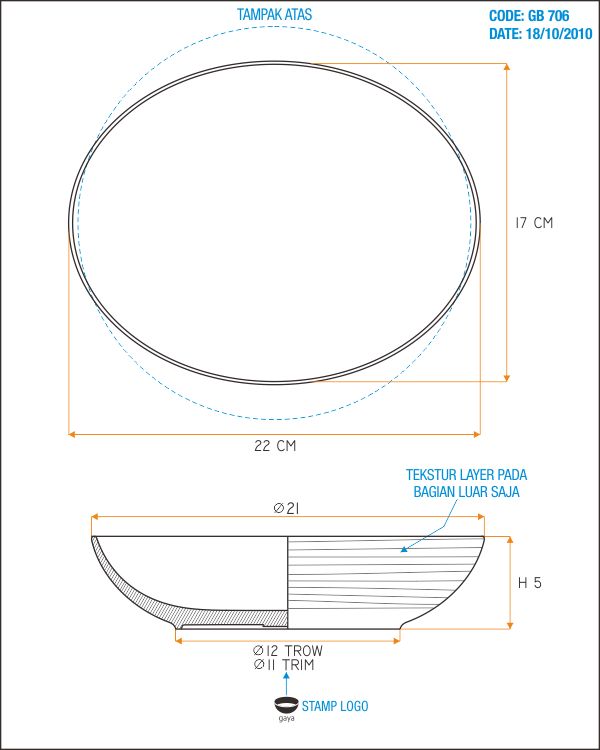 TAMPAK ATAS
CODE: GB 706
DATE: 18/10/2010
17 CM
22 CM
TEKSTUR LAYER PADA
BAGIAN LUAR SAJA
∅21
H 5
∅12 TROW
∅11 TRIM
STAMP LOGO
gaya